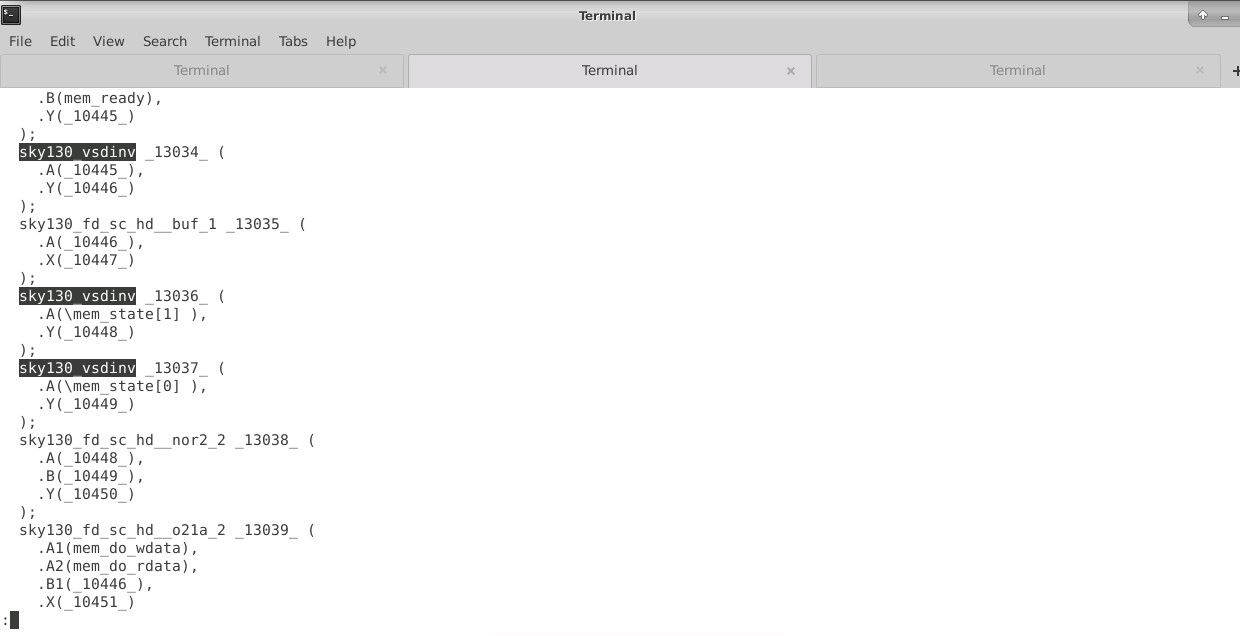 Terminal
File Edit View Search Terminal Tabs Help
Terminal × Terminal × Terminal × +
.B(mem_ready),
.Y(_10445_)
);
sky130_vsdinv _13034_ (
.A(_10445_),
.Y(_10446_)
);
sky130_fd_sc_hd__buf_1 _13035_ (
.A(_10446_),
.X(_10447_)
);
sky130_vsdinv _13036_ (
.A(\mem_state[1] ),
.Y(_10448_)
);
sky130_vsdinv _13037_ (
.A(\mem_state[0] ),
.Y(_10449_)
);
sky130_fd_sc_hd__nor2_2 _13038_ (
.A(_10448_),
.B(_10449_),
.Y(_10450_)
);
sky130_fd_sc_hd__o21a_2 _13039_ (
.A1(mem_do_wdata),
.A2(mem_do_rdata),
.B1(_10446_),
.X(_10451_)
: